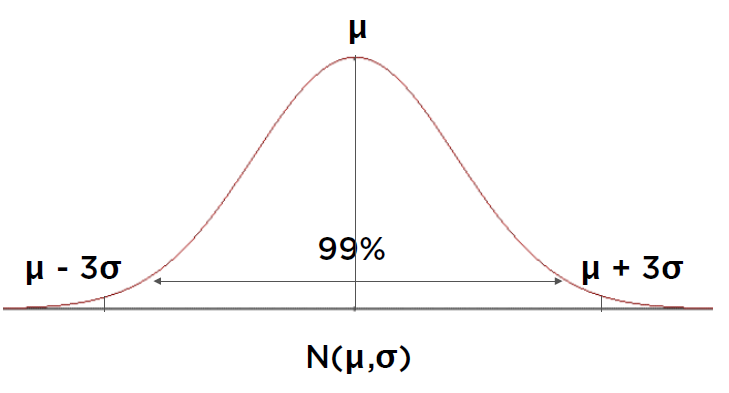 μ
99%
μ - 3σ
μ + 3σ
N(μ,σ)